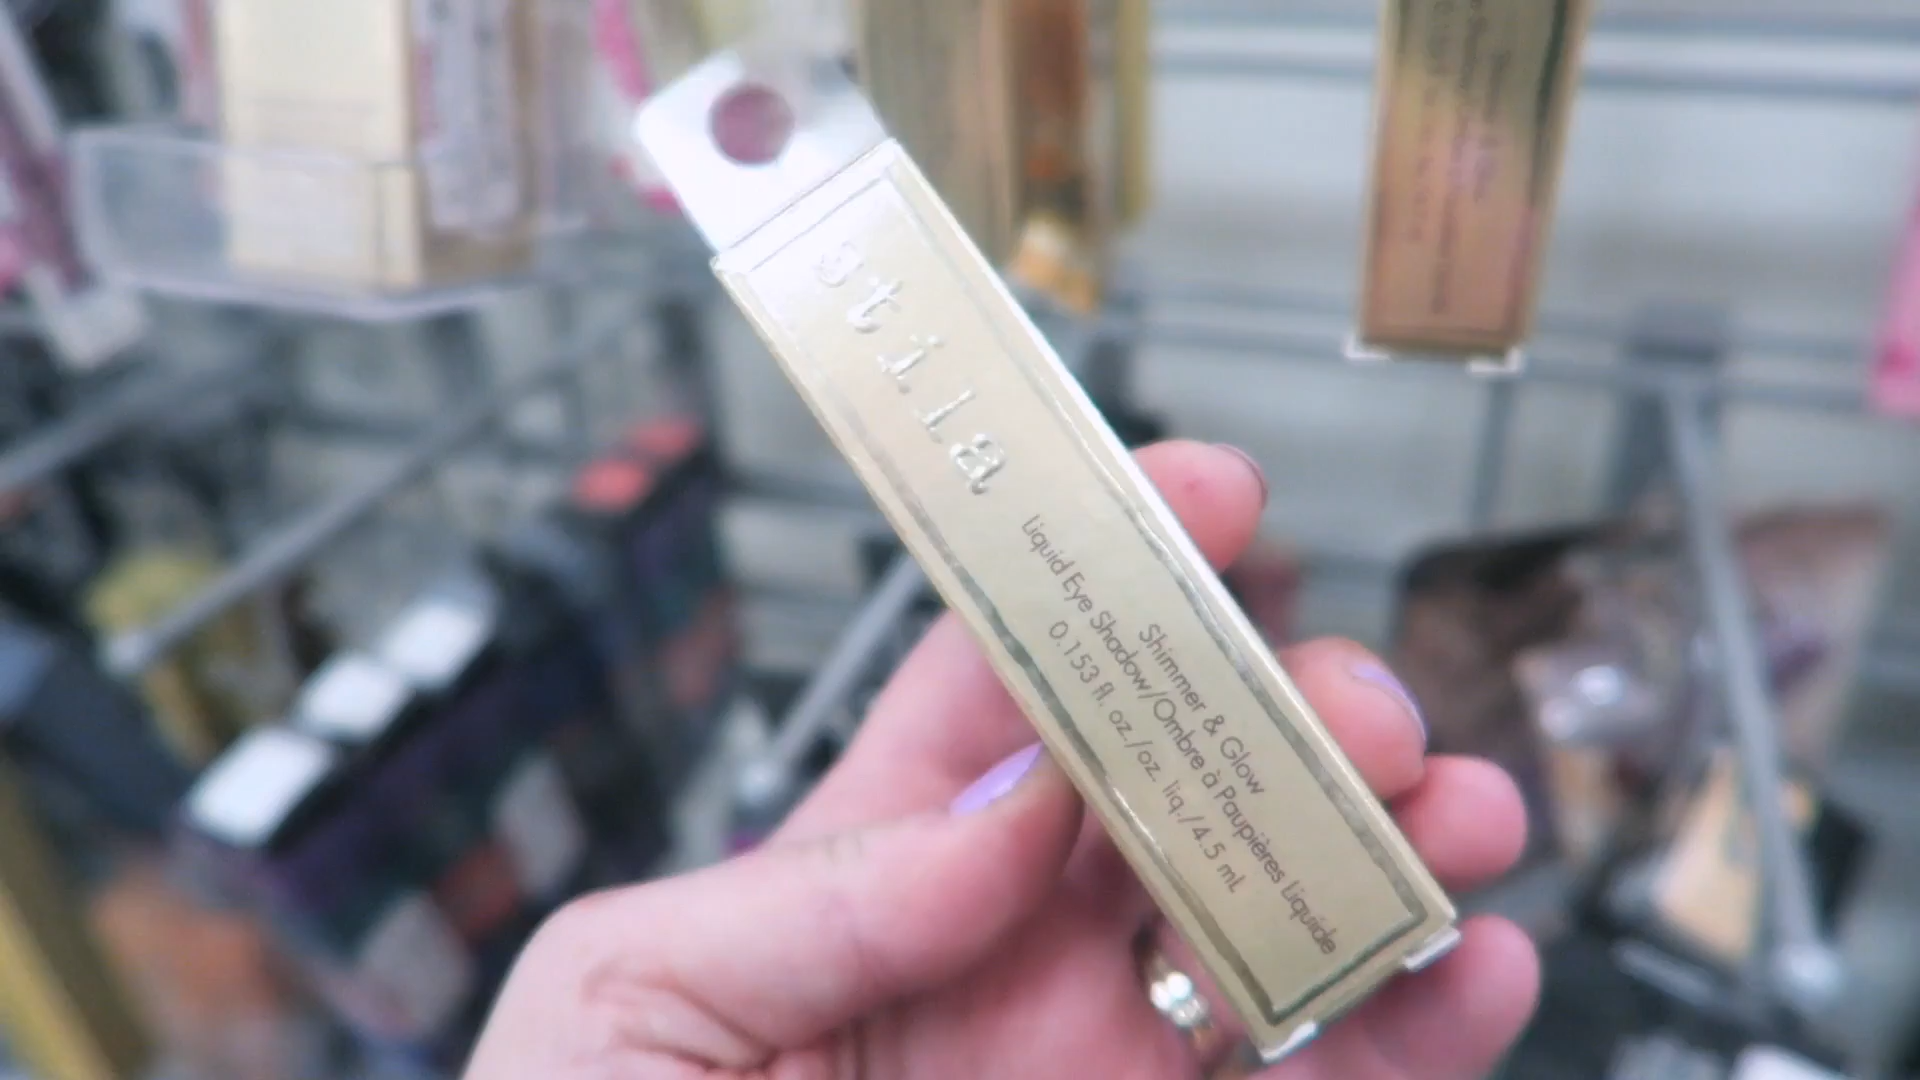 stila
Shimmer & Glow
Liquid Eye Shadow/Ombre à Paupières Liquide
0.153 fl. oz./oz. liq./4.5 mL